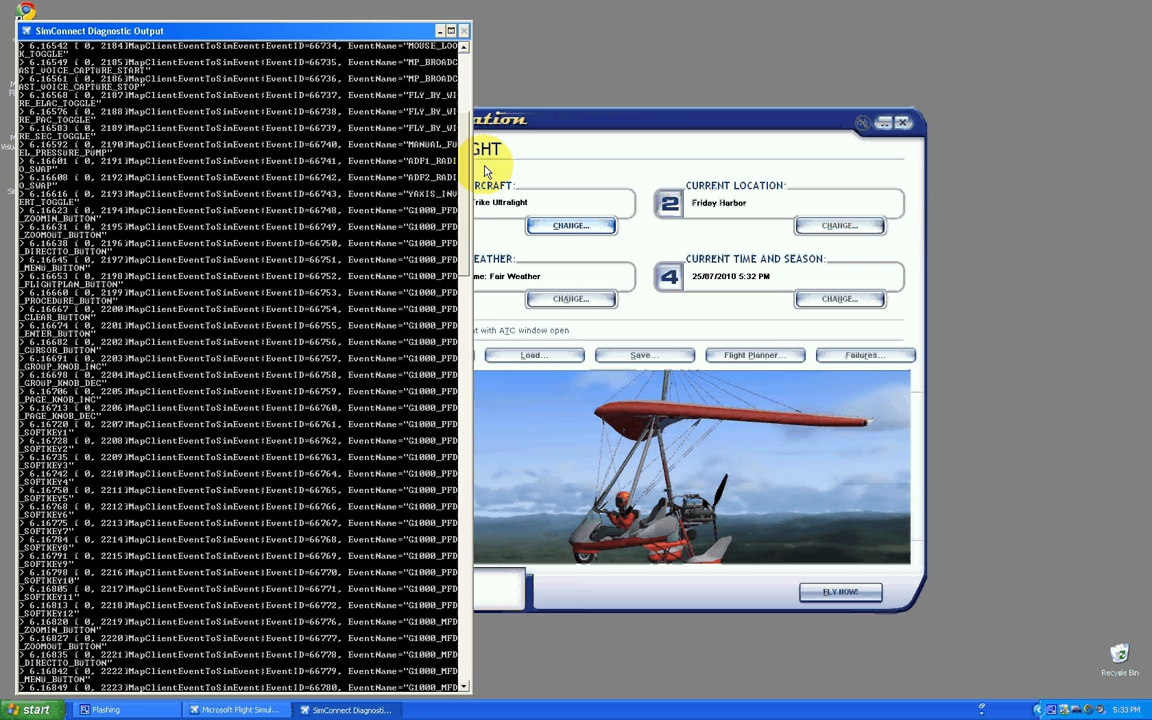 SimConnect Diagnostic Output
> 6.16542 [ 0, 2184]MapClientEventToSimEvent:EventID=66734, EventName="MOUSE_LOO
K_TOGGLE"
> 6.16549 [ 0, 2185]MapClientEventToSimEvent:EventID=66735, EventName="MP_BROADC
AST_VOICE_CAPTURE_START"
> 6.16561 [ 0, 2186]MapClientEventToSimEvent:EventID=66736, EventName="MP_BROADC
AST_VOICE_CAPTURE_STOP"
> 6.16568 [ 0, 2187]MapClientEventToSimEvent:EventID=66737, EventName="FLY_BY_WI
RE_ELAC_TOGGLE"
> 6.16576 [ 0, 2188]MapClientEventToSimEvent:EventID=66738, EventName="FLY_BY_WI
RE_FAC_TOGGLE"
> 6.16583 [ 0, 2189]MapClientEventToSimEvent:EventID=66739, EventName="FLY_BY_WI
RE_SEC_TOGGLE"
> 6.16592 [ 0, 2190]MapClientEventToSimEvent:EventID=66740, EventName="MANUAL_FU
EL_PRESSURE_PUMP"
> 6.16601 [ 0, 2191]MapClientEventToSimEvent:EventID=66741, EventName="ADF1_RADI
O_SWAP"
> 6.16608 [ 0, 2192]MapClientEventToSimEvent:EventID=66742, EventName="ADF2_RADI
O_SWAP"
> 6.16616 [ 0, 2193]MapClientEventToSimEvent:EventID=66743, EventName="YAXIS_INV
ERT_TOGGLE"
> 6.16623 [ 0, 2194]MapClientEventToSimEvent:EventID=66748, EventName="G1000_PFD
_ZOOMIN_BUTTON"
> 6.16631 [ 0, 2195]MapClientEventToSimEvent:EventID=66749, EventName="G1000_PFD
_ZOOMOUT_BUTTON"
> 6.16638 [ 0, 2196]MapClientEventToSimEvent:EventID=66750, EventName="G1000_PFD
_DIRECTTO_BUTTON"
> 6.16645 [ 0, 2197]MapClientEventToSimEvent:EventID=66751, EventName="G1000_PFD
_MENU_BUTTON"
> 6.16653 [ 0, 2198]MapClientEventToSimEvent:EventID=66752, EventName="G1000_PFD
_FLIGHTPLAN_BUTTON"
> 6.16660 [ 0, 2199]MapClientEventToSimEvent:EventID=66753, EventName="G1000_PFD
_PROCEDURE_BUTTON"
> 6.16667 [ 0, 2200]MapClientEventToSimEvent:EventID=66754, EventName="G1000_PFD
_CLEAR_BUTTON"
> 6.16674 [ 0, 2201]MapClientEventToSimEvent:EventID=66755, EventName="G1000_PFD
_ENTER_BUTTON"
> 6.16682 [ 0, 2202]MapClientEventToSimEvent:EventID=66756, EventName="G1000_PFD
_CURSOR_BUTTON"
> 6.16691 [ 0, 2203]MapClientEventToSimEvent:EventID=66757, EventName="G1000_PFD
_GROUP_KNOB_INC"
> 6.16698 [ 0, 2204]MapClientEventToSimEvent:EventID=66758, EventName="G1000_PFD
_GROUP_KNOB_DEC"
> 6.16706 [ 0, 2205]MapClientEventToSimEvent:EventID=66759, EventName="G1000_PFD
_PAGE_KNOB_INC"
> 6.16713 [ 0, 2206]MapClientEventToSimEvent:EventID=66760, EventName="G1000_PFD
_PAGE_KNOB_DEC"
> 6.16720 [ 0, 2207]MapClientEventToSimEvent:EventID=66761, EventName="G1000_PFD
_SOFTKEY1"
> 6.16728 [ 0, 2208]MapClientEventToSimEvent:EventID=66762, EventName="G1000_PFD
_SOFTKEY2"
> 6.16735 [ 0, 2209]MapClientEventToSimEvent:EventID=66763, EventName="G1000_PFD
_SOFTKEY3"
> 6.16742 [ 0, 2210]MapClientEventToSimEvent:EventID=66764, EventName="G1000_PFD
_SOFTKEY4"
> 6.16750 [ 0, 2211]MapClientEventToSimEvent:EventID=66765, EventName="G1000_PFD
_SOFTKEY5"
> 6.16768 [ 0, 2212]MapClientEventToSimEvent:EventID=66766, EventName="G1000_PFD
_SOFTKEY6"
> 6.16775 [ 0, 2213]MapClientEventToSimEvent:EventID=66767, EventName="G1000_PFD
_SOFTKEY7"
> 6.16784 [ 0, 2214]MapClientEventToSimEvent:EventID=66768, EventName="G1000_PFD
_SOFTKEY8"
> 6.16791 [ 0, 2215]MapClientEventToSimEvent:EventID=66769, EventName="G1000_PFD
_SOFTKEY9"
> 6.16798 [ 0, 2216]MapClientEventToSimEvent:EventID=66770, EventName="G1000_PFD
_SOFTKEY10"
> 6.16805 [ 0, 2217]MapClientEventToSimEvent:EventID=66771, EventName="G1000_PFD
_SOFTKEY11"
> 6.16813 [ 0, 2218]MapClientEventToSimEvent:EventID=66772, EventName="G1000_PFD
_SOFTKEY12"
> 6.16820 [ 0, 2219]MapClientEventToSimEvent:EventID=66776, EventName="G1000_MFD
_ZOOMIN_BUTTON"
> 6.16827 [ 0, 2220]MapClientEventToSimEvent:EventID=66777, EventName="G1000_MFD
_ZOOMOUT_BUTTON"
> 6.16835 [ 0, 2221]MapClientEventToSimEvent:EventID=66778, EventName="G1000_MFD
_DIRECTTO_BUTTON"
> 6.16842 [ 0, 2222]MapClientEventToSimEvent:EventID=66779, EventName="G1000_MFD
_MENU_BUTTON"
> 6.16849 [ 0, 2223]MapClientEventToSimEvent:EventID=66780, EventName="G1000_MFD
ation
GHT
RCRAFT:
rike Ultralight
CHANGE...
2
CURRENT LOCATION:
Friday Harbor
CHANGE...
EATHER:
me: Fair Weather
CHANGE...
4
CURRENT TIME AND SEASON:
25/07/2010 5:32 PM
CHANGE...
t with ATC window open
Load...
Save...
Flight Planner...
Failures...
FLY NOW!
Recycle Bin
start
Flashing
Microsoft Flight Simul...
SimConnect Diagnosti...
5:33 PM